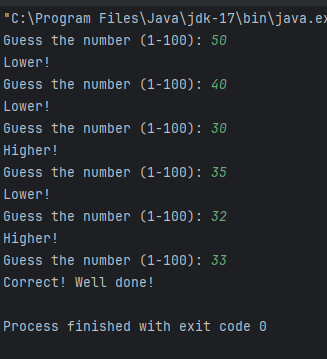 "C:\Program Files\Java\jdk-17\bin\java.ex
Guess the number (1-100): 50
Lower!
Guess the number (1-100): 40
Lower!
Guess the number (1-100): 30
Higher!
Guess the number (1-100): 35
Lower!
Guess the number (1-100): 32
Higher!
Guess the number (1-100): 33
Correct! Well done!
Process finished with exit code 0